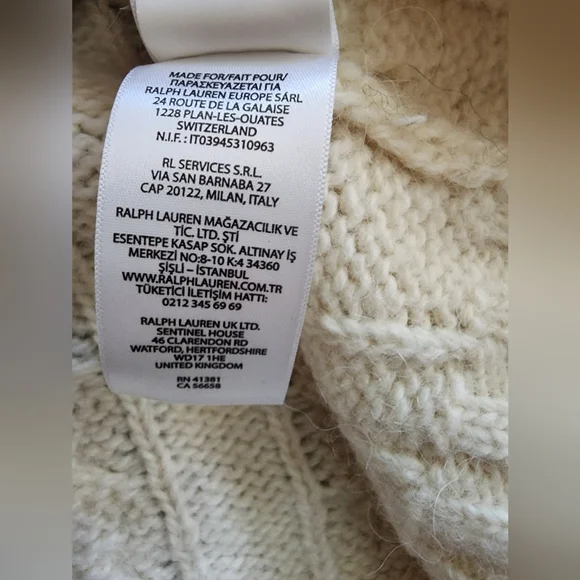 MADE FOR/FAIT POUR/
ΠΑΡΑΣΚΕΥΑΖΕΤΑΙ ΓΙΑ
RALPH LAUREN EUROPE SÁRL
24 ROUTE DE LA GALAISE
1228 PLAN-LES-OUATES
SWITZERLAND
N.I.F. : IT03945310963
RL SERVICES S.R.L.
VIA SAN BARNABA 27
CAP 20122, MILAN, ITALY
RALPH LAUREN MAĞAZACILIK VE
TİC. LTD. ŞTİ
ESENTEPE KASAP SOK. ALTINAY İŞ
MERKEZİ NO:8-10 K:4 34360
ŞİŞLİ – İSTANBUL
WWW.RALPHLAUREN.COM.TR
TÜKETİCİ İLETİŞİM HATTI:
0212 345 69 69
RALPH LAUREN UK LTD.
SENTINEL HOUSE
46 CLARENDON RD
WATFORD, HERTFORDSHIRE
WD17 1HE
UNITED KINGDOM
RN 41381
CA 56658